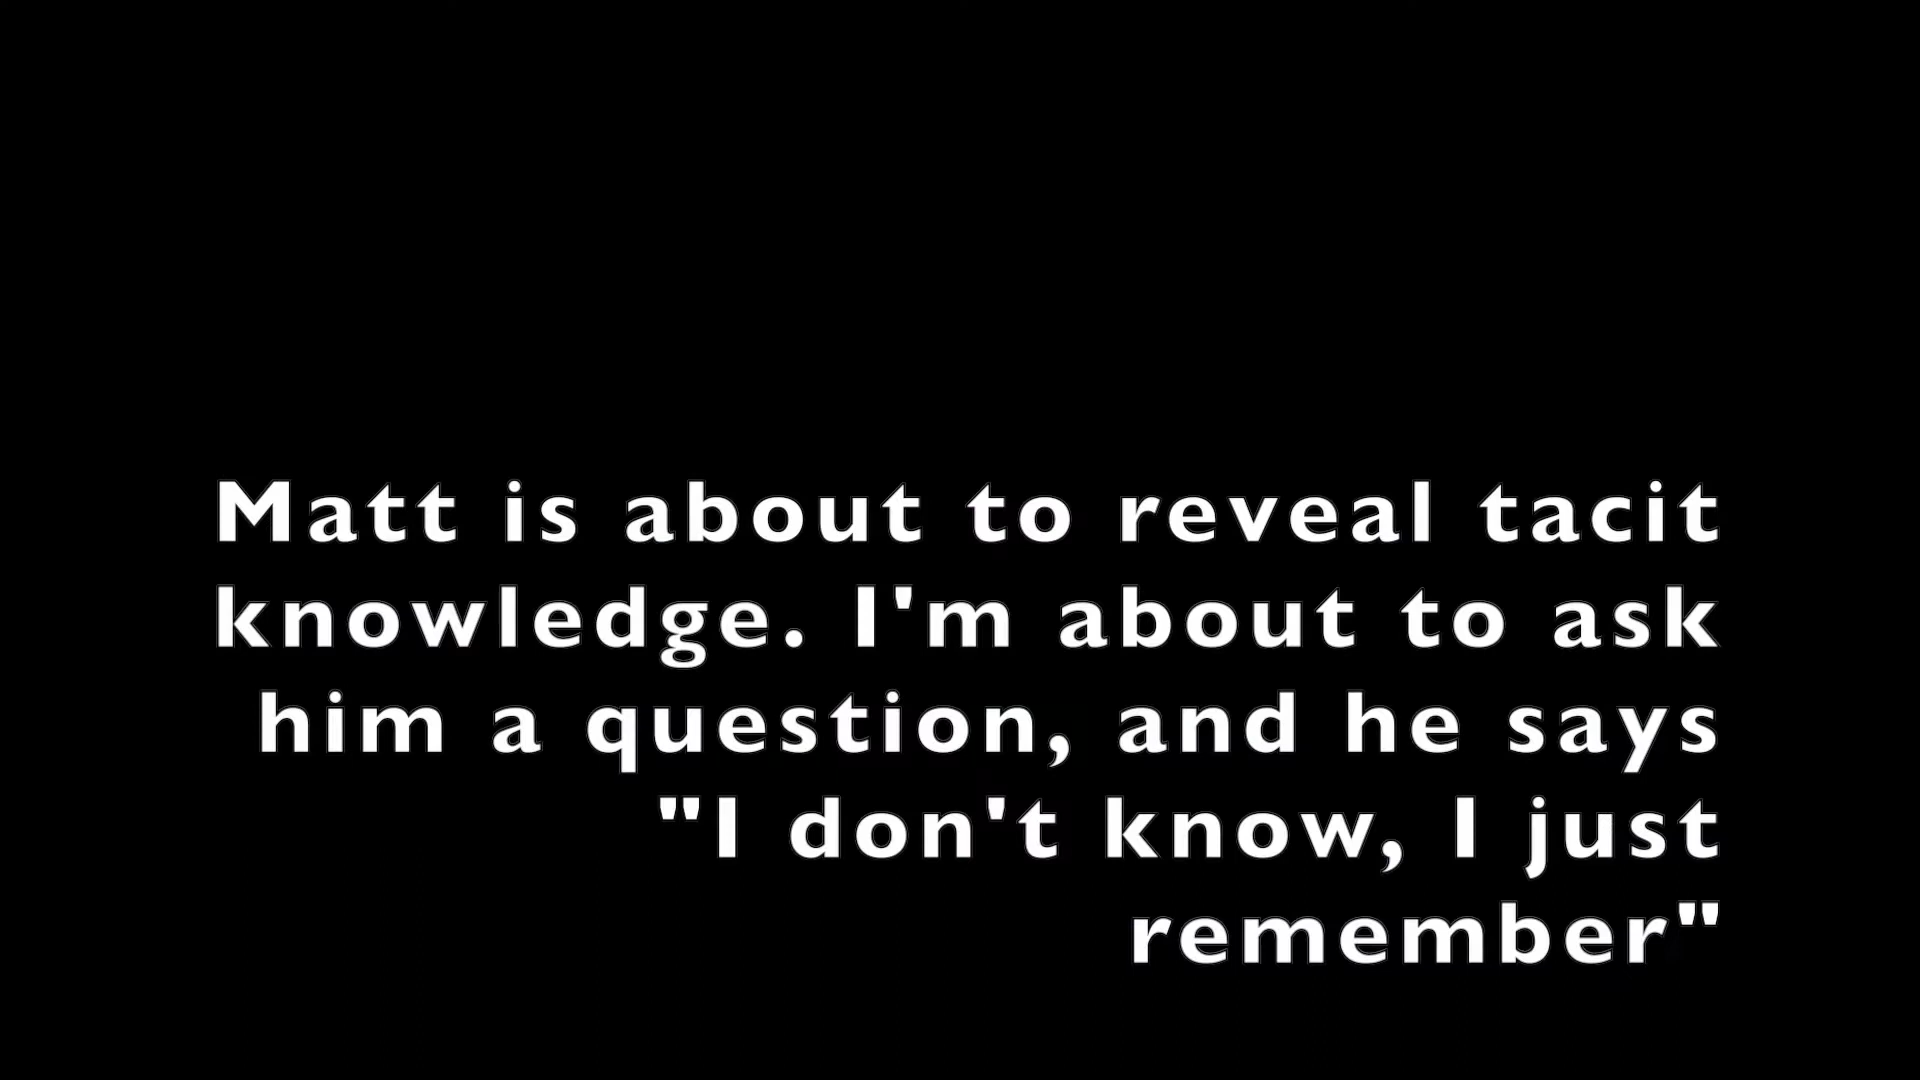 Matt is about to reveal tacit
knowledge. I'm about to ask
him a question, and he says
"I don't know, I just
remember"